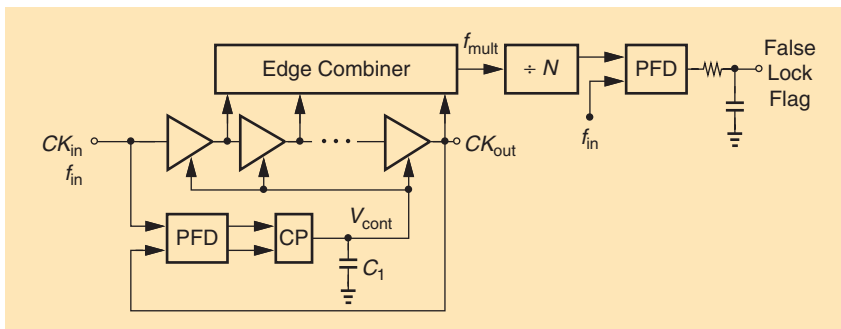 f_mult
Edge Combiner
÷ N
PFD
False
Lock
Flag
CK_in
f_in
CK_out
f_in
PFD
CP
V_cont
C_1